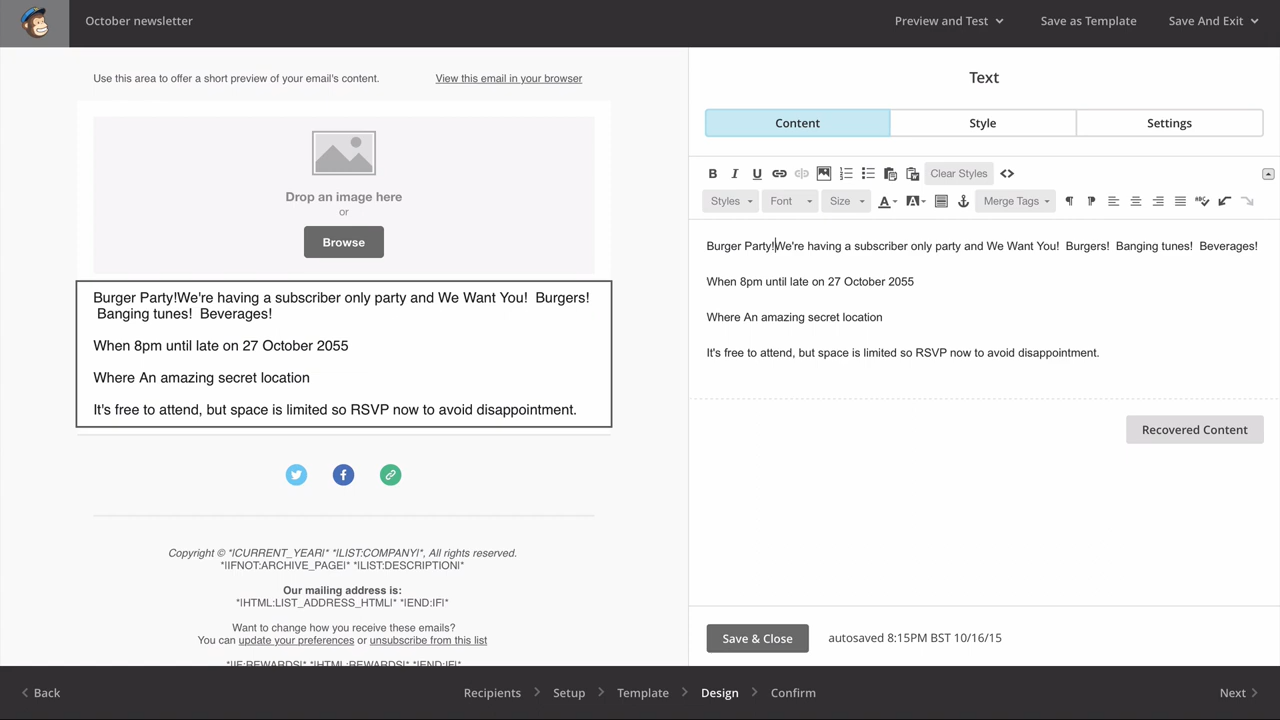 October newsletter
Preview and Test
Save as Template
Save And Exit
Use this area to offer a short preview of your email's content.
View this email in your browser
Drop an image here
or
Browse
Burger Party!We're having a subscriber only party and We Want You!  Burgers!
Banging tunes!  Beverages!
When 8pm until late on 27 October 2055
Where An amazing secret location
It's free to attend, but space is limited so RSVP now to avoid disappointment.
Copyright © *|CURRENT_YEAR|* *|LIST:COMPANY|*, All rights reserved.
*|IFNOT:ARCHIVE_PAGE|* *|LIST:DESCRIPTION|*
Our mailing address is:
*|HTML:LIST_ADDRESS_HTML|* *|END:IF|*
Want to change how you receive these emails?
You can update your preferences or unsubscribe from this list
*|IF:REWARDS|* *|HTML:REWARDS|* *|END:IF|*
Text
Content
Style
Settings
B I U
Clear Styles
Styles
Font
Size
A
A
Merge Tags
ABC
Burger Party!We're having a subscriber only party and We Want You!  Burgers!  Banging tunes!  Beverages!
When 8pm until late on 27 October 2055
Where An amazing secret location
It's free to attend, but space is limited so RSVP now to avoid disappointment.
Recovered Content
Save & Close
autosaved 8:15PM BST 10/16/15
Back
Recipients
Setup
Template
Design
Confirm
Next